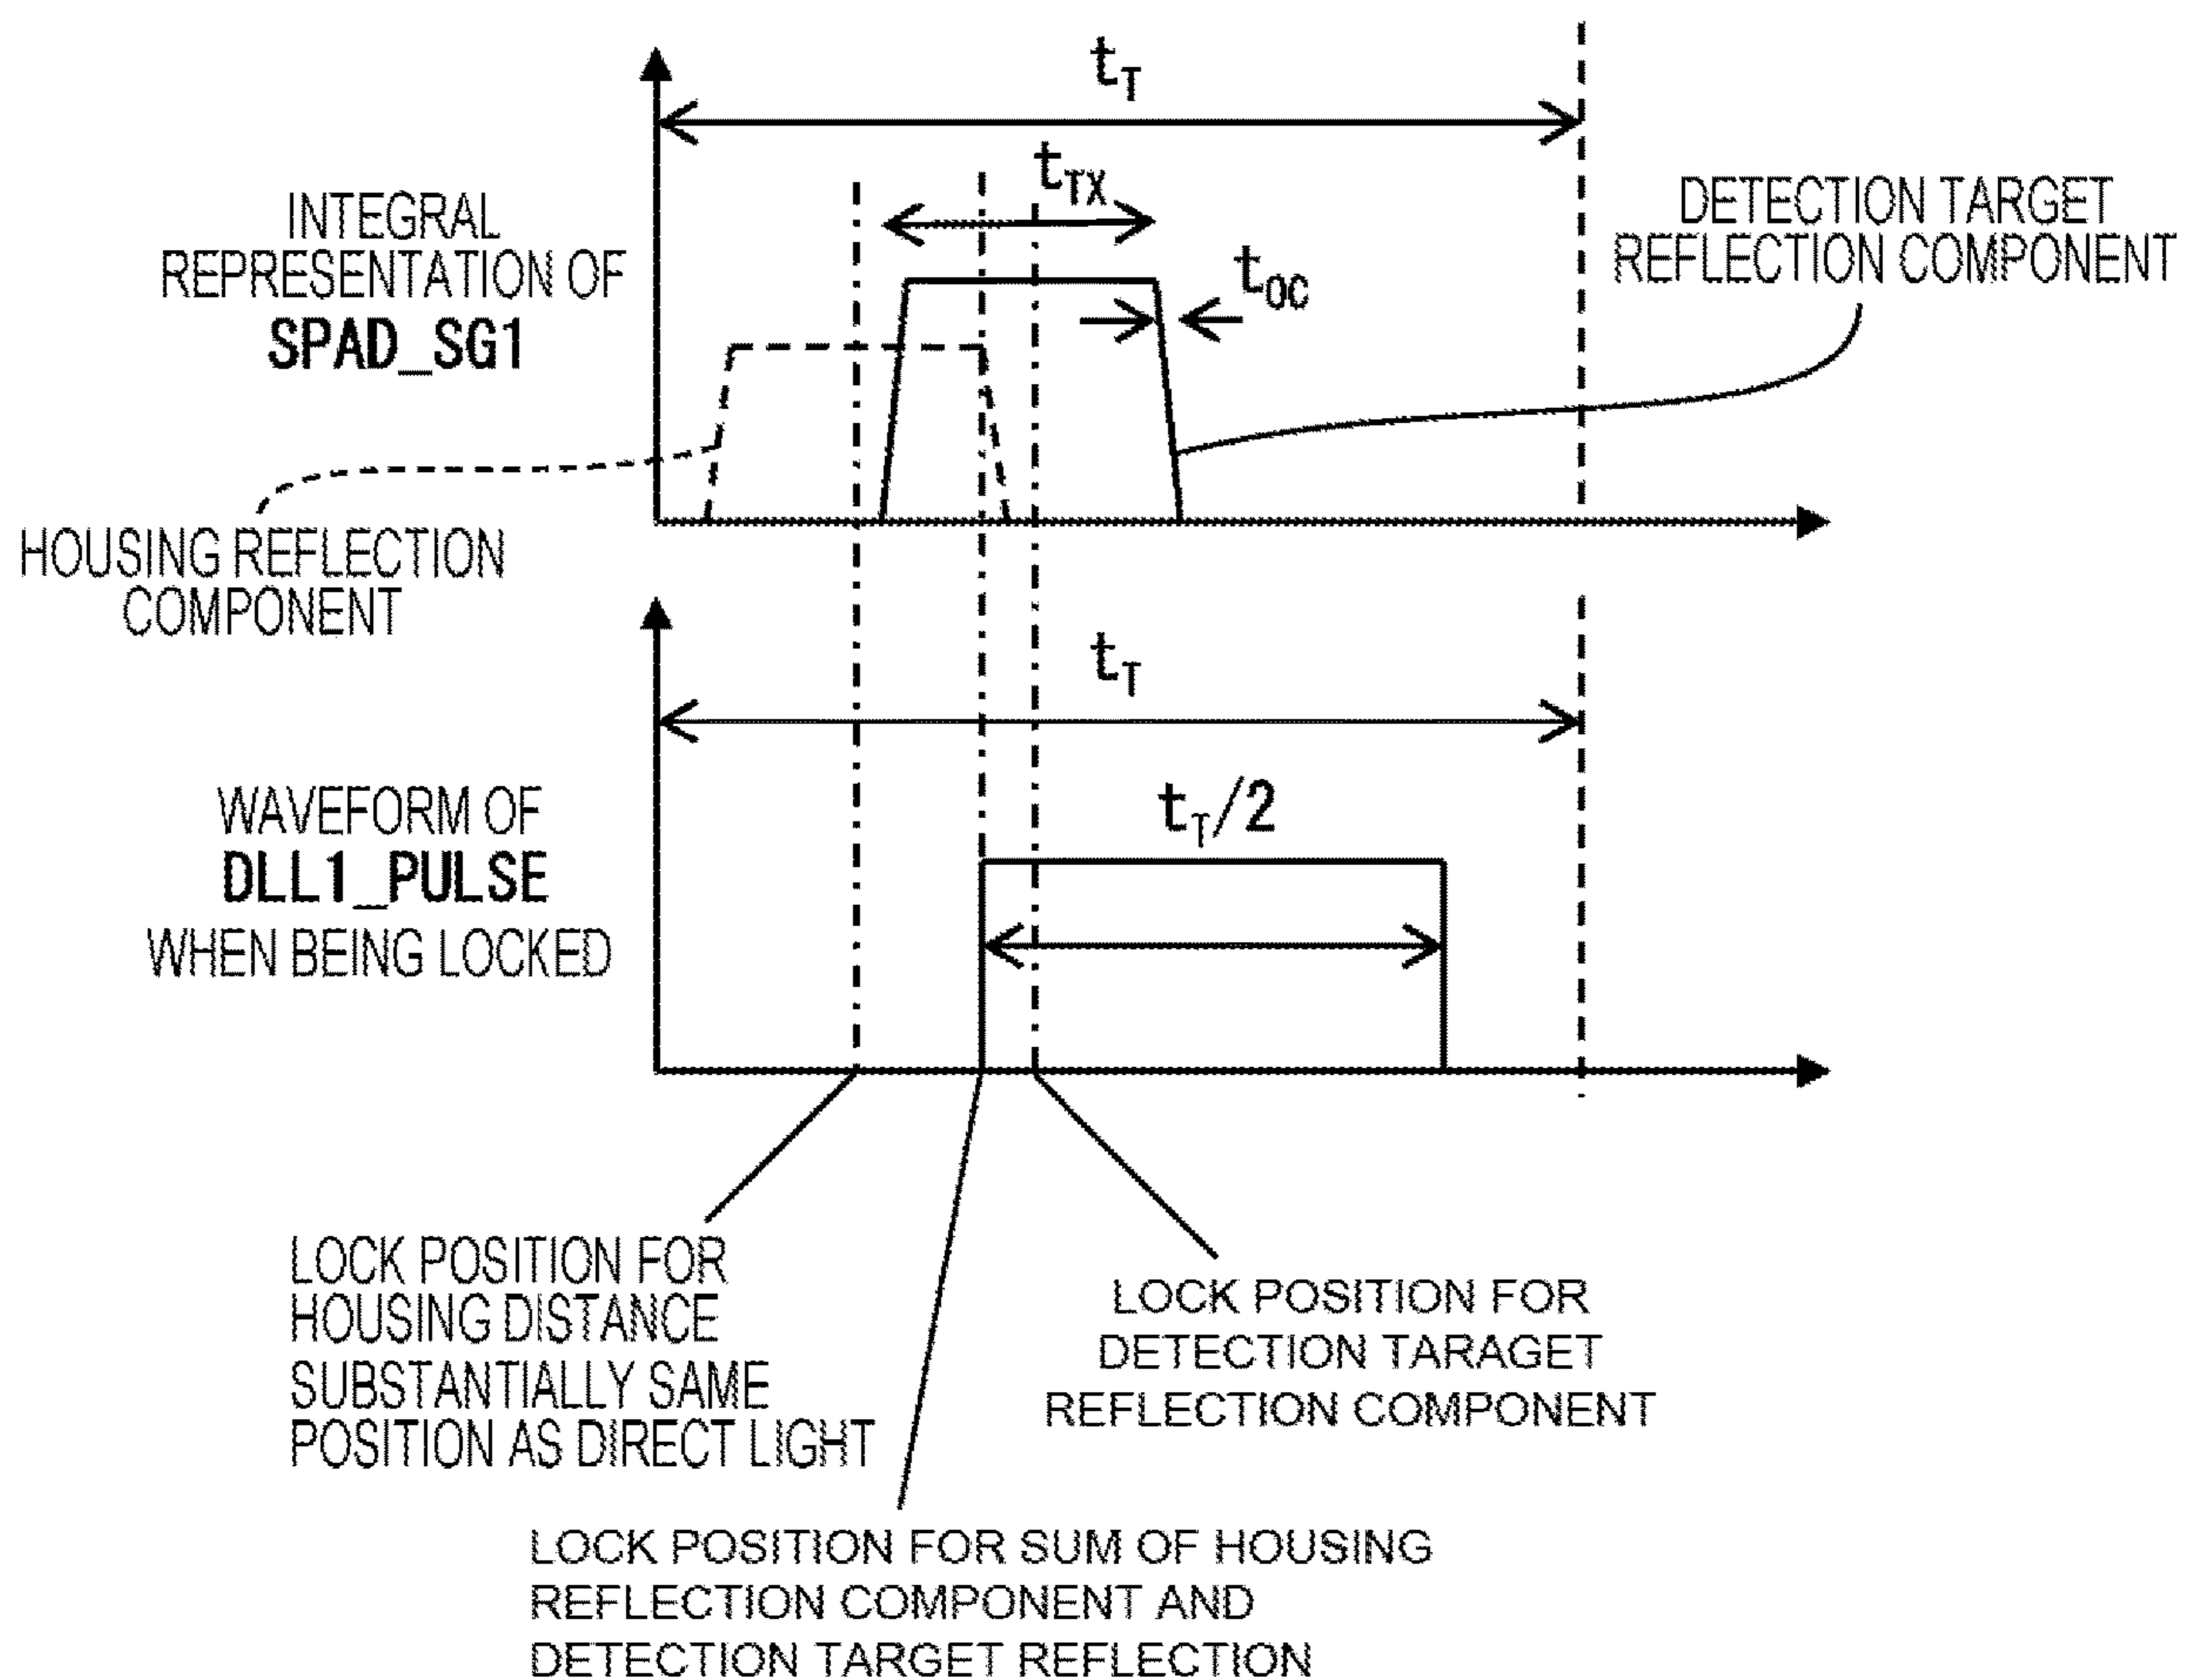 t_T
t_TX
t_OC
INTEGRAL
REPRESENTATION OF
SPAD_SG1
DETECTION TARGET
REFLECTION COMPONENT
HOUSING REFLECTION
COMPONENT
t_T
t_T/2
WAVEFORM OF
DLL1_PULSE
WHEN BEING LOCKED
LOCK POSITION FOR
HOUSING DISTANCE
SUBSTANTIALLY SAME
POSITION AS DIRECT LIGHT
LOCK POSITION FOR
DETECTION TARAGET
REFLECTION COMPONENT
LOCK POSITION FOR SUM OF HOUSING
REFLECTION COMPONENT AND
DETECTION TARGET REFLECTION